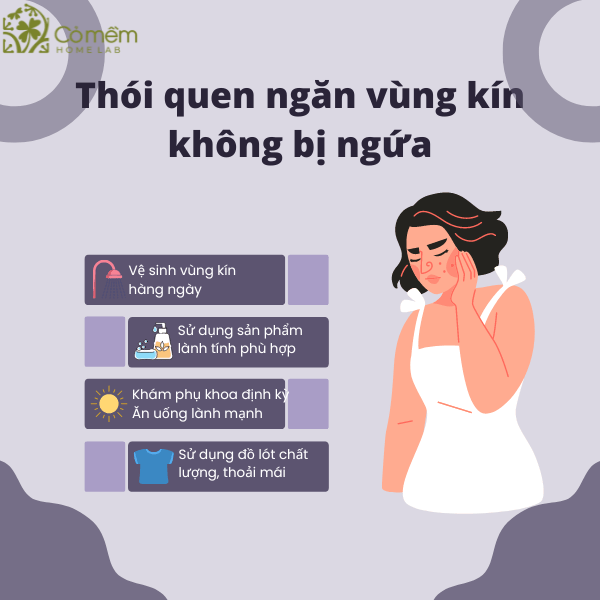 Cỏ mềm
HOME LAB
Thói quen ngăn vùng kín
không bị ngứa
Vệ sinh vùng kín
hàng ngày
Sử dụng sản phẩm
lành tính phù hợp
Khám phụ khoa định kỳ
Ăn uống lành mạnh
Sử dụng đồ lót chất
lượng, thoải mái